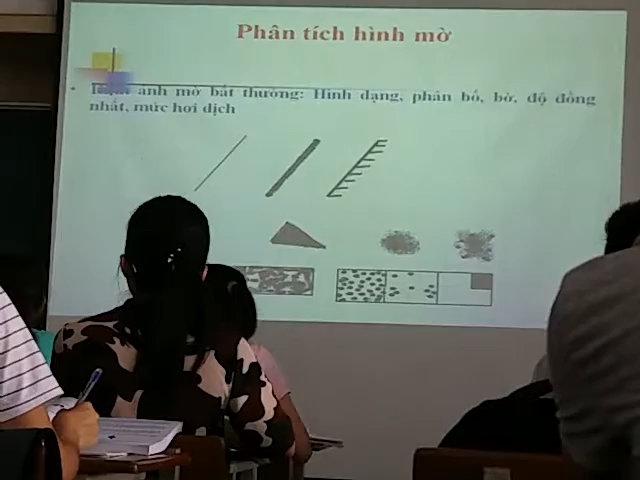 Phân tích hình mờ
Hình ảnh mờ bất thường: Hình dạng, phân bố, bờ, độ đồng
nhất, mức hơi dịch